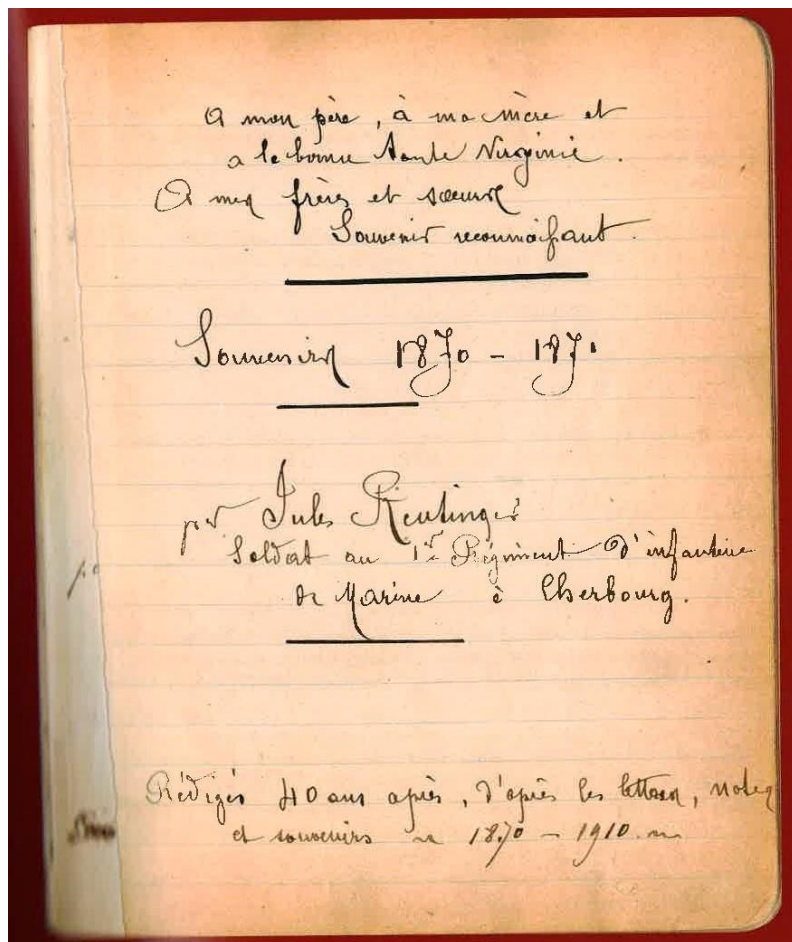 A mon père, à ma mère et
a la bonne tante Virginie.
A mes frères et sœurs
Souvenir reconnaissant.
Souvenirs 1870 - 1871
par Jules Reutinger
Soldat au 1er Régiment d'infanterie
de Marine à Cherbourg.
Rédigés 40 ans après, d'après les lettres, notes
et souvenirs 1870 - 1910